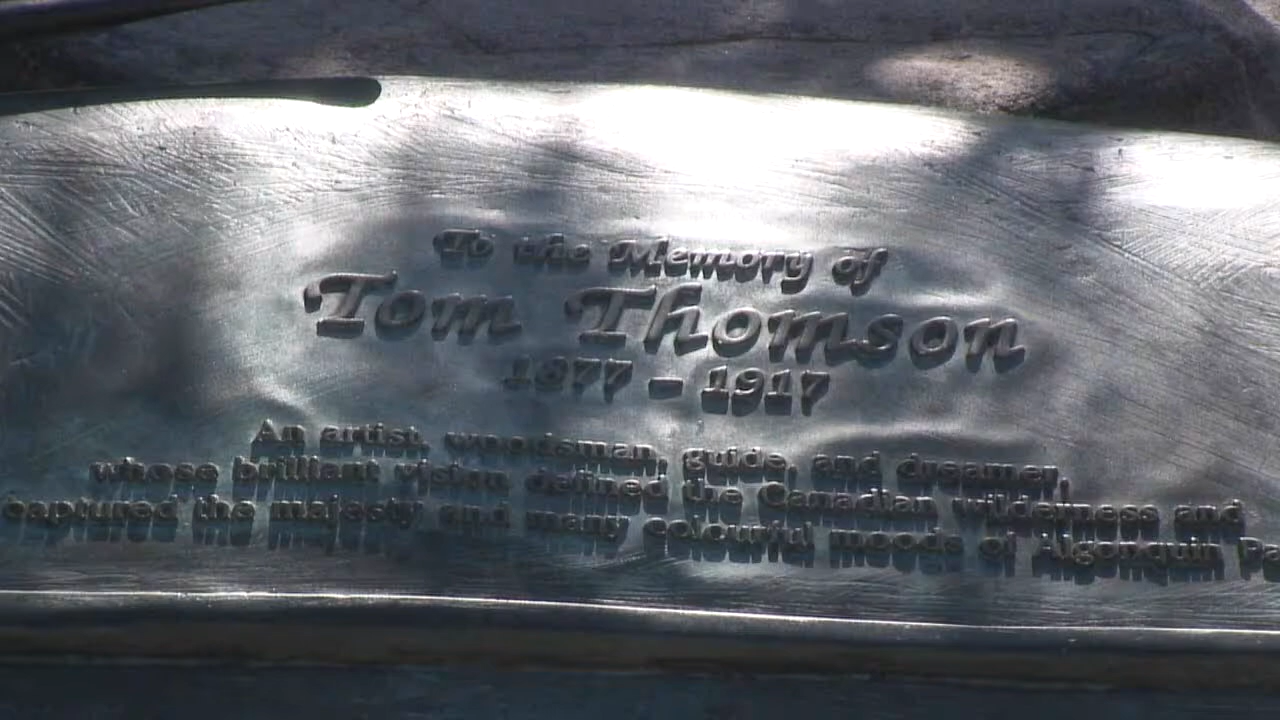 To the Memory of
Tom Thomson
1877 - 1917
An artist, woodsman, guide, and dreamer,
whose brilliant vision defined the Canadian wilderness and
captured the majesty and many colourful moods of Algonquin Pa